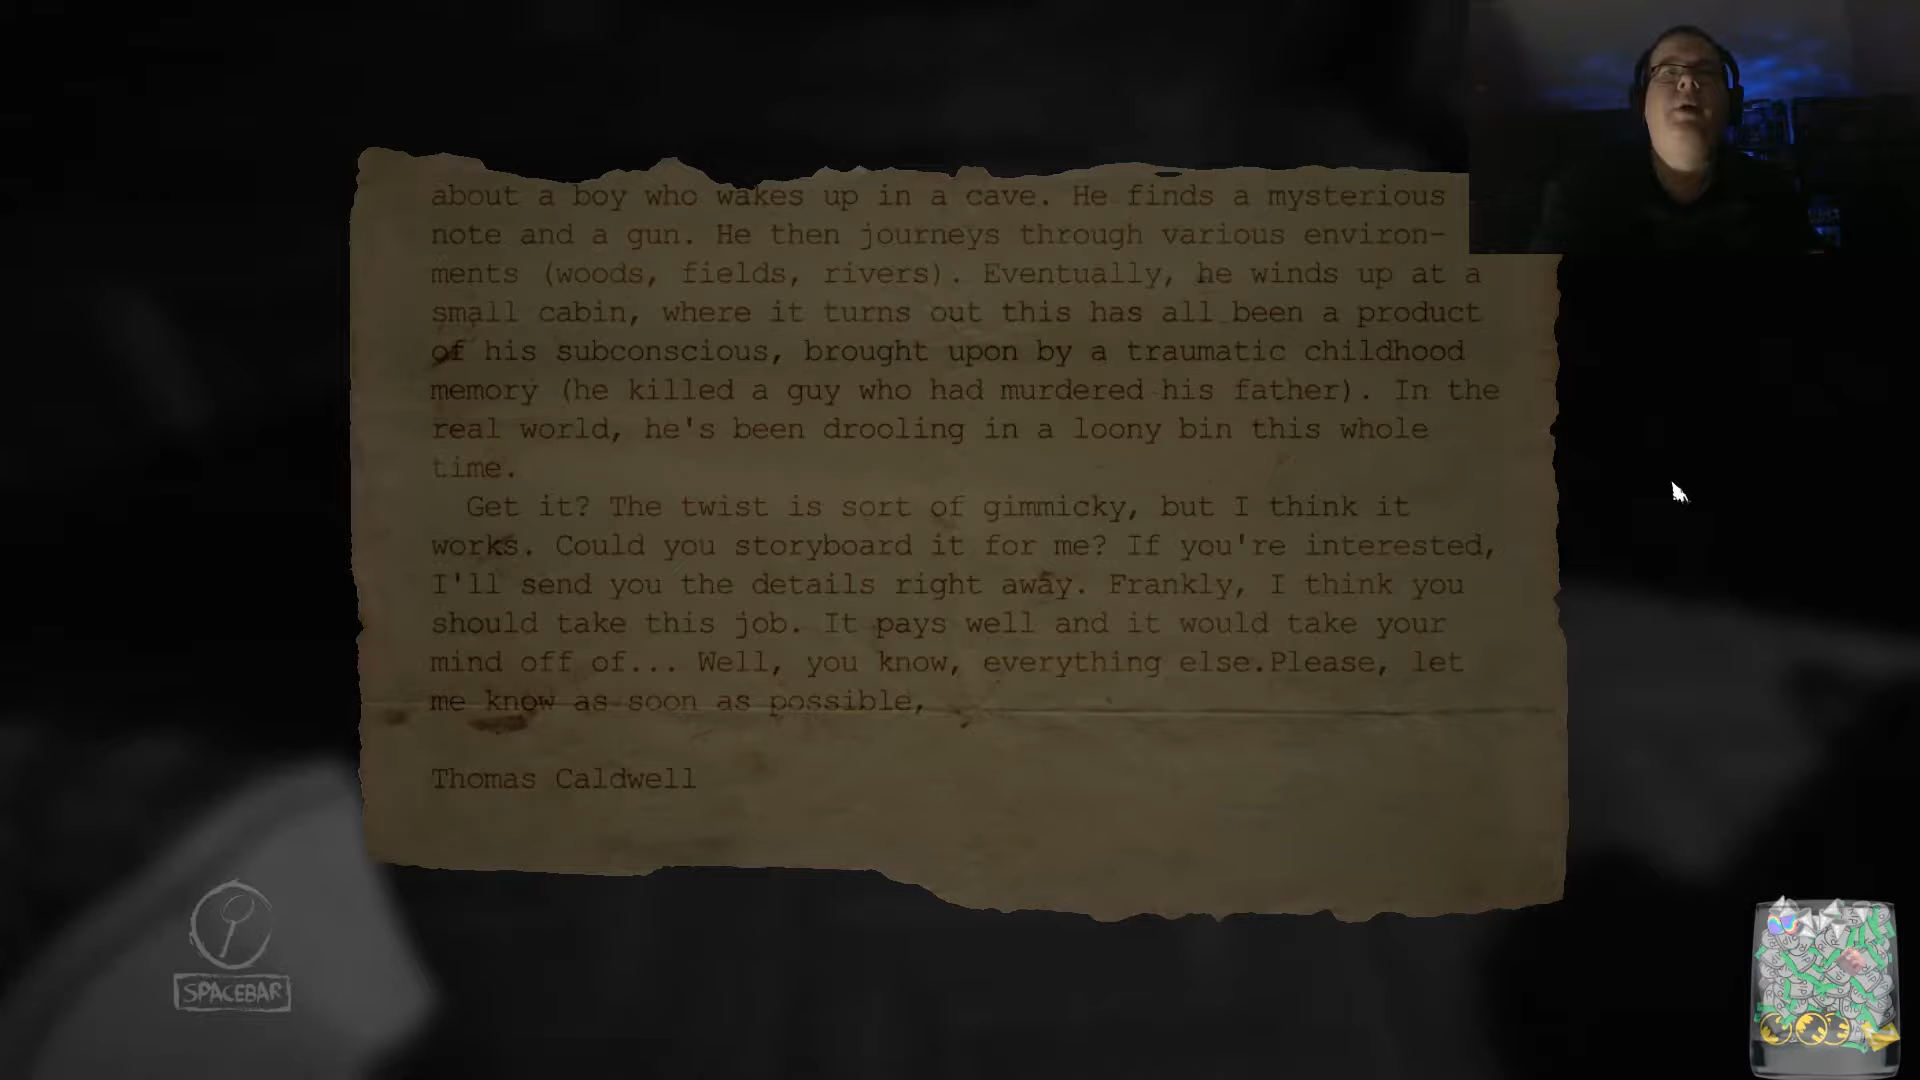 about a boy who wakes up in a cave. He finds a mysterious
note and a gun. He then journeys through various environ-
ments (woods, fields, rivers). Eventually, he winds up at a
small cabin, where it turns out this has all been a product
of his subconscious, brought upon by a traumatic childhood
memory (he killed a guy who had murdered his father). In the
real world, he's been drooling in a loony bin this whole
time.
Get it? The twist is sort of gimmicky, but I think it
works. Could you storyboard it for me? If you're interested,
I'll send you the details right away. Frankly, I think you
should take this job. It pays well and it would take your
mind off of... Well, you know, everything else.Please, let
me know as soon as possible,
Thomas Caldwell
SPACEBAR